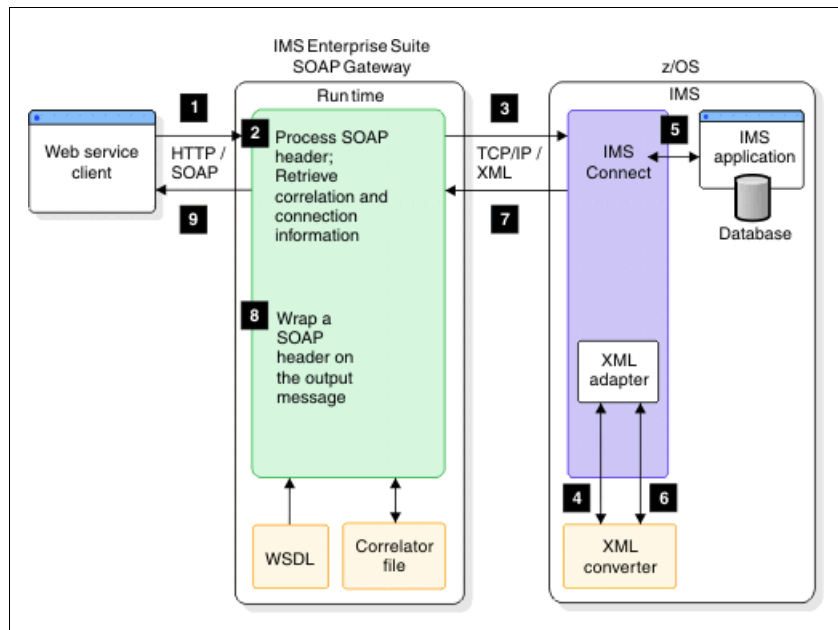 IMS Enterprise Suite
SOAP Gateway
Run time
z/OS
IMS
1
HTTP /
SOAP
9
Web service
client
2
Process SOAP
header;
Retrieve
correlation and
connection
information
8
Wrap a
SOAP
header on
the output
message
WSDL
Correlator
file
3
TCP/IP /
XML
7
IMS
Connect
5
IMS
application
Database
XML
adapter
4
6
XML
converter